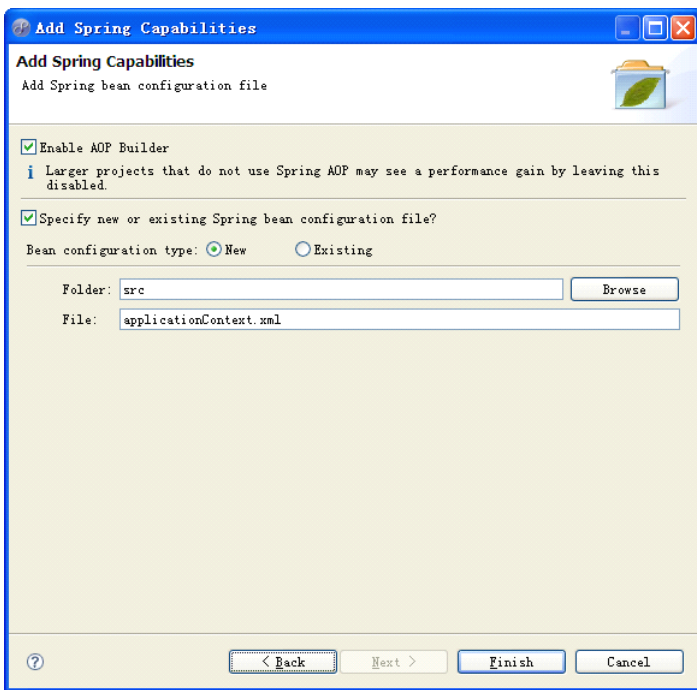 Add Spring Capabilities
Add Spring Capabilities
Add Spring bean configuration file
Enable AOP Builder
i Larger projects that do not use Spring AOP may see a performance gain by leaving this
disabled.
Specify new or existing Spring bean configuration file?
Bean configuration type: New Existing
Folder: src Browse
File: applicationContext.xml
? < Back Next > Finish Cancel